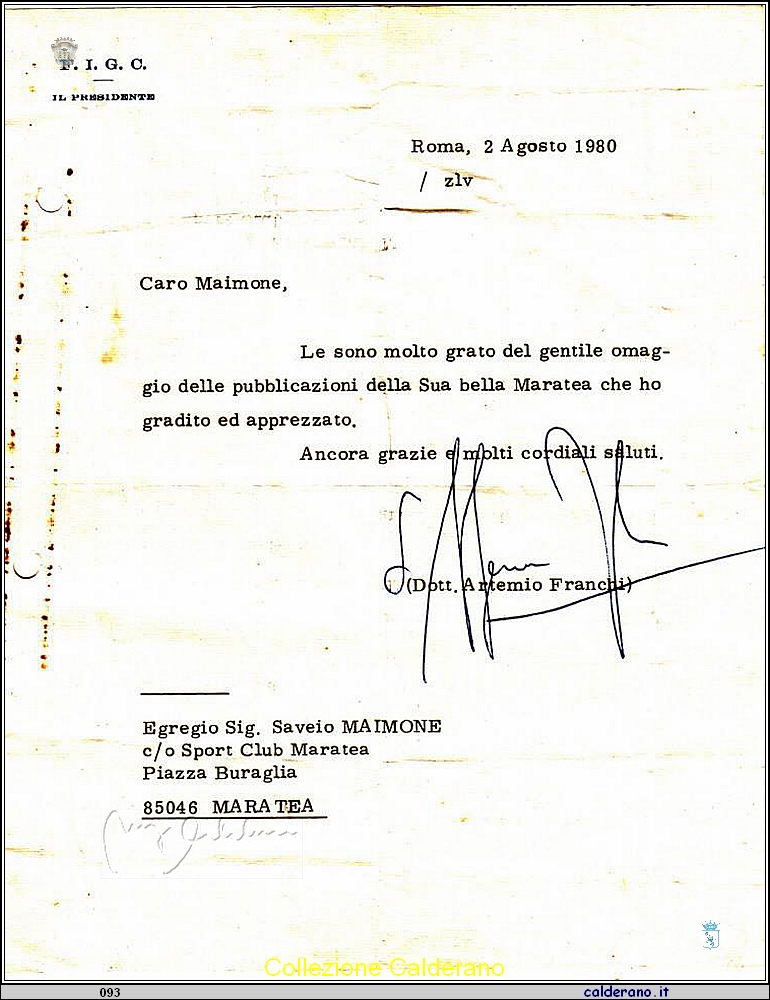 F. I. G. C.
IL PRESIDENTE
Roma, 2 Agosto 1980
/ zlv
Caro Maimone,
Le sono molto grato del gentile omag-
gio delle pubblicazioni della Sua bella Maratea che ho
gradito ed apprezzato.
Ancora grazie e molti cordiali saluti.
(Dott. Artemio Franchi)
Egregio Sig. Saveio MAIMONE
c/o Sport Club Maratea
Piazza Buraglia
85046 MARATEA
Collezione Calderano
093
calderano.it